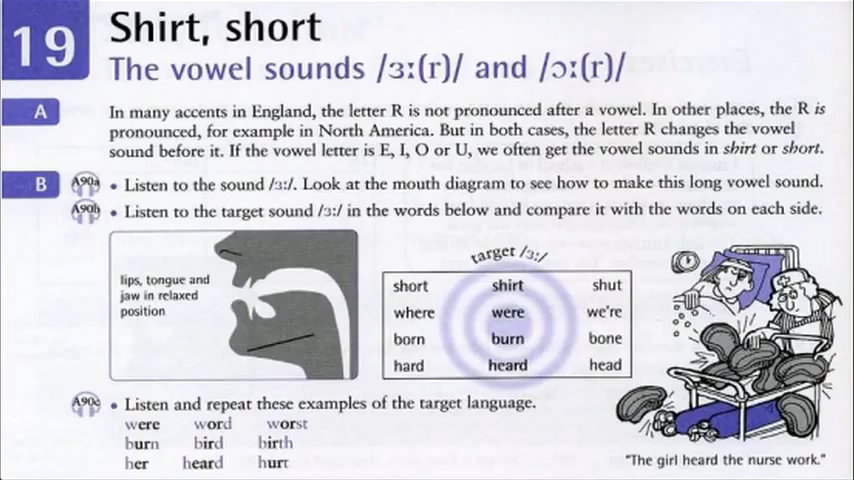 19
Shirt, short
The vowel sounds /ɜː(r)/ and /ɔː(r)/
A
In many accents in England, the letter R is not pronounced after a vowel. In other places, the R is
pronounced, for example in North America. But in both cases, the letter R changes the vowel
sound before it. If the vowel letter is E, I, O or U, we often get the vowel sounds in shirt or short.
B
A90a • Listen to the sound /ɜː/. Look at the mouth diagram to see how to make this long vowel sound.
A90b • Listen to the target sound /ɜː/ in the words below and compare it with the words on each side.
lips, tongue and
jaw in relaxed
position
target /ɜː/
short shirt shut
where were we're
born burn bone
hard heard head
A90c • Listen and repeat these examples of the target language.
were word worst
burn bird birth
her heard hurt
"The girl heard the nurse work."